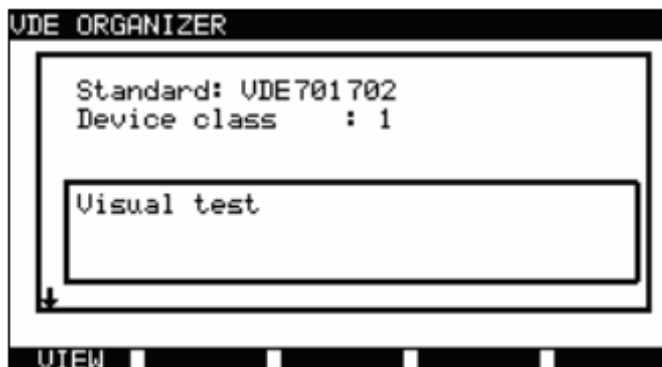 VDE ORGANIZER
Standard: VDE701702
Device class : 1
Visual test
VIEW